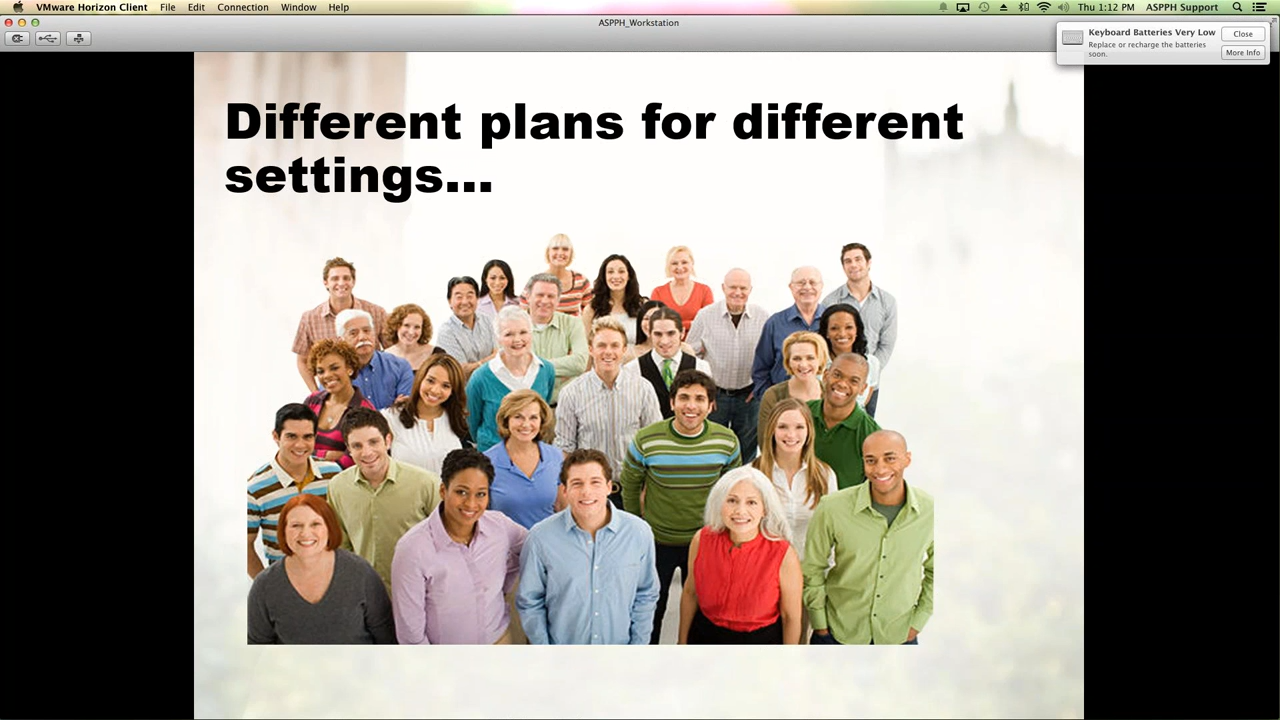 VMware Horizon Client File Edit Connection Window Help Thu 1:12 PM ASPPH Support
ASPPH_Workstation
Keyboard Batteries Very Low
Replace or recharge the batteries
soon.
Close
More Info
Different plans for different
settings...